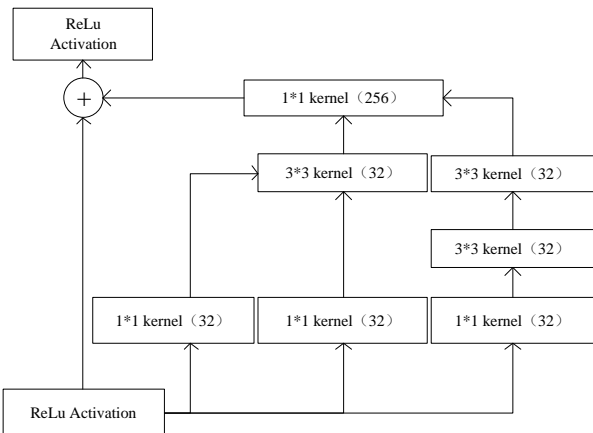 ReLu
Activation
+
1*1 kernel（256）
3*3 kernel（32）
3*3 kernel（32）
3*3 kernel（32）
1*1 kernel（32）
1*1 kernel（32）
1*1 kernel（32）
ReLu Activation